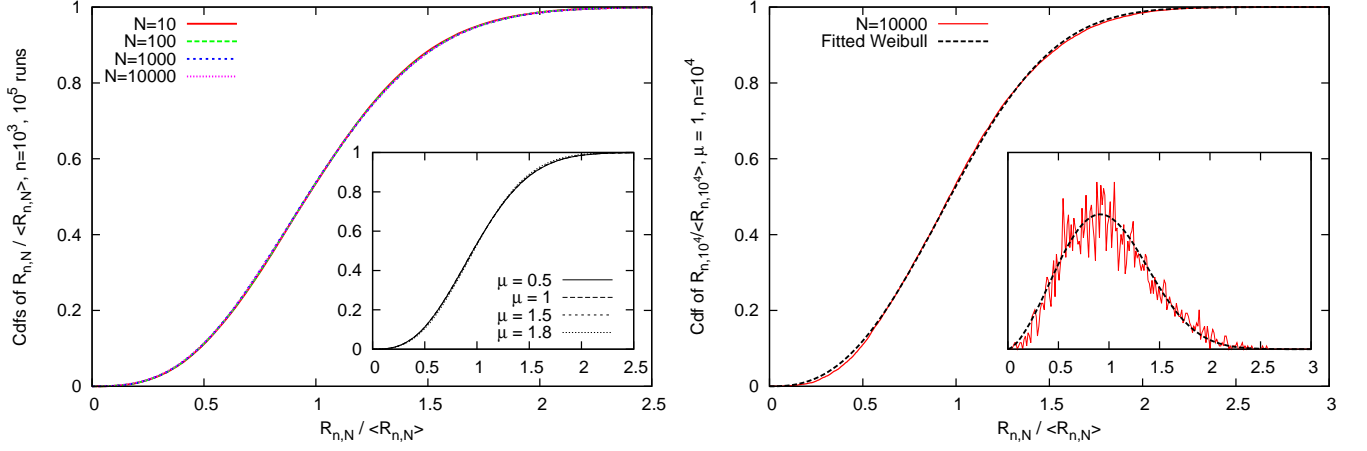 Cdfs of R_{n,N} / <R_{n,N}>, n=10^3, 10^5 runs
1
0.8
0.6
0.4
0.2
0
N=10
N=100
N=1000
N=10000
1
0.8
0.6
0.4
0.2
0
μ = 0.5
μ = 1
μ = 1.5
μ = 1.8
0 0.5 1 1.5 2 2.5
0 0.5 1 1.5 2 2.5
R_{n,N} / <R_{n,N}>
Cdf of R_{n,10^4}/<R_{n,10^4}>, μ = 1, n=10^4
1
0.8
0.6
0.4
0.2
0
N=10000
Fitted Weibull
0 0.5 1 1.5 2 2.5 3
0 0.5 1 1.5 2 2.5 3
R_{n,N} / <R_{n,N}>